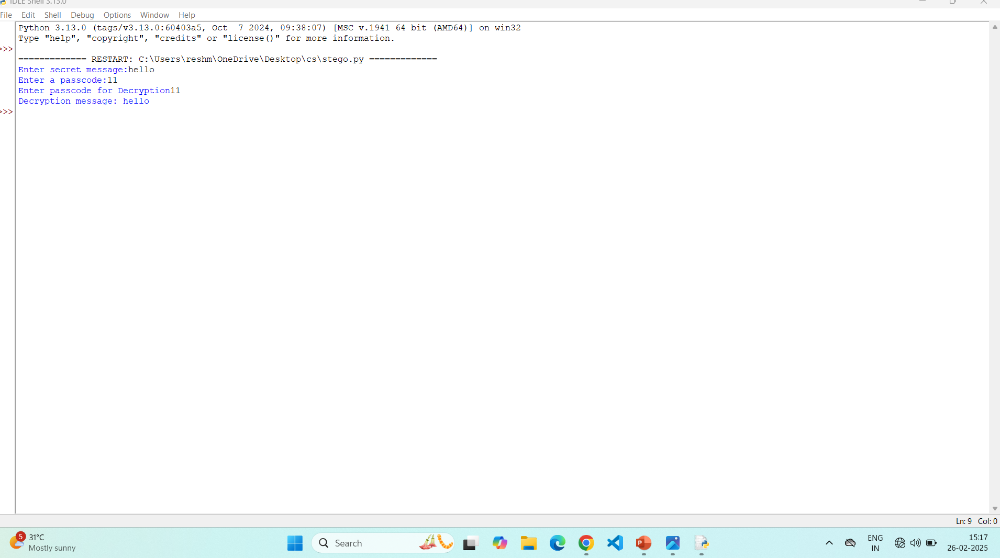 IDLE Shell 3.13.0
File Edit Shell Debug Options Window Help
Python 3.13.0 (tags/v3.13.0:60403a5, Oct  7 2024, 09:38:07) [MSC v.1941 64 bit (AMD64)] on win32
Type "help", "copyright", "credits" or "license()" for more information.
>>>
============= RESTART: C:\Users\reshm\OneDrive\Desktop\cs\stego.py =============
Enter secret message:hello
Enter a passcode:11
Enter passcode for Decryption11
Decryption message: hello
>>>
Ln: 9 Col: 0
5
31°C
Mostly sunny
Search
P
ENG
IN
15:17
26-02-2025